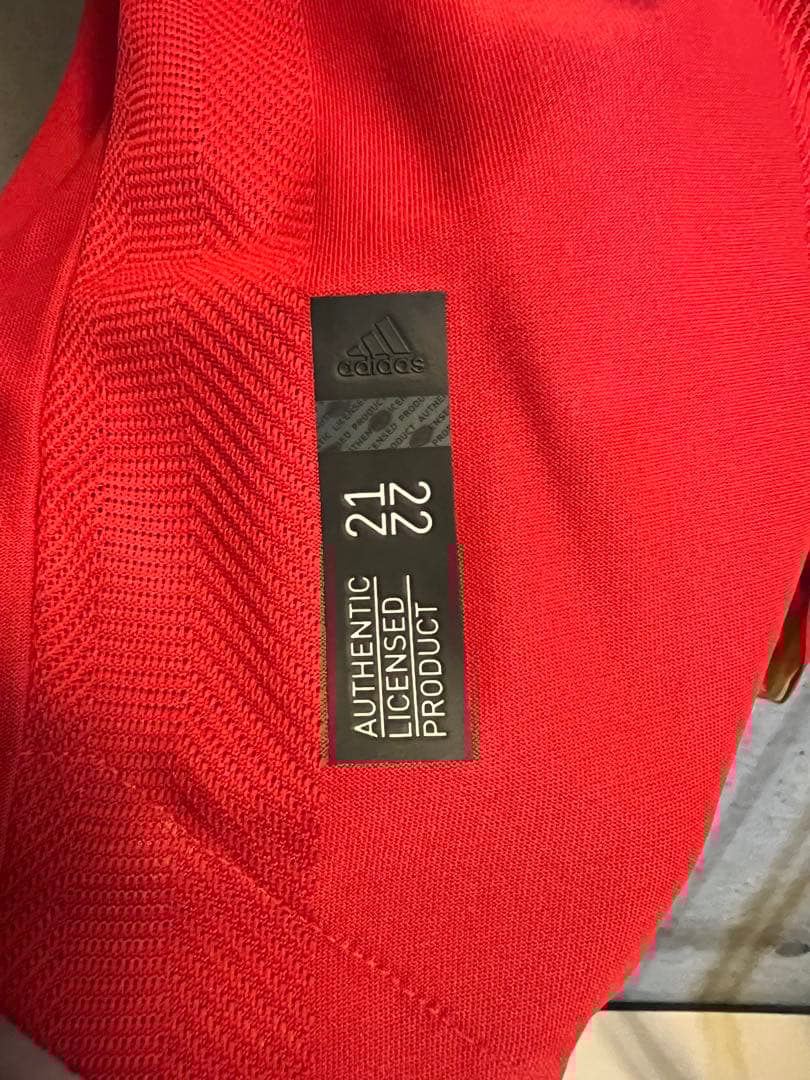 adidas
21
22
AUTHENTIC
LICENSED
PRODUCT